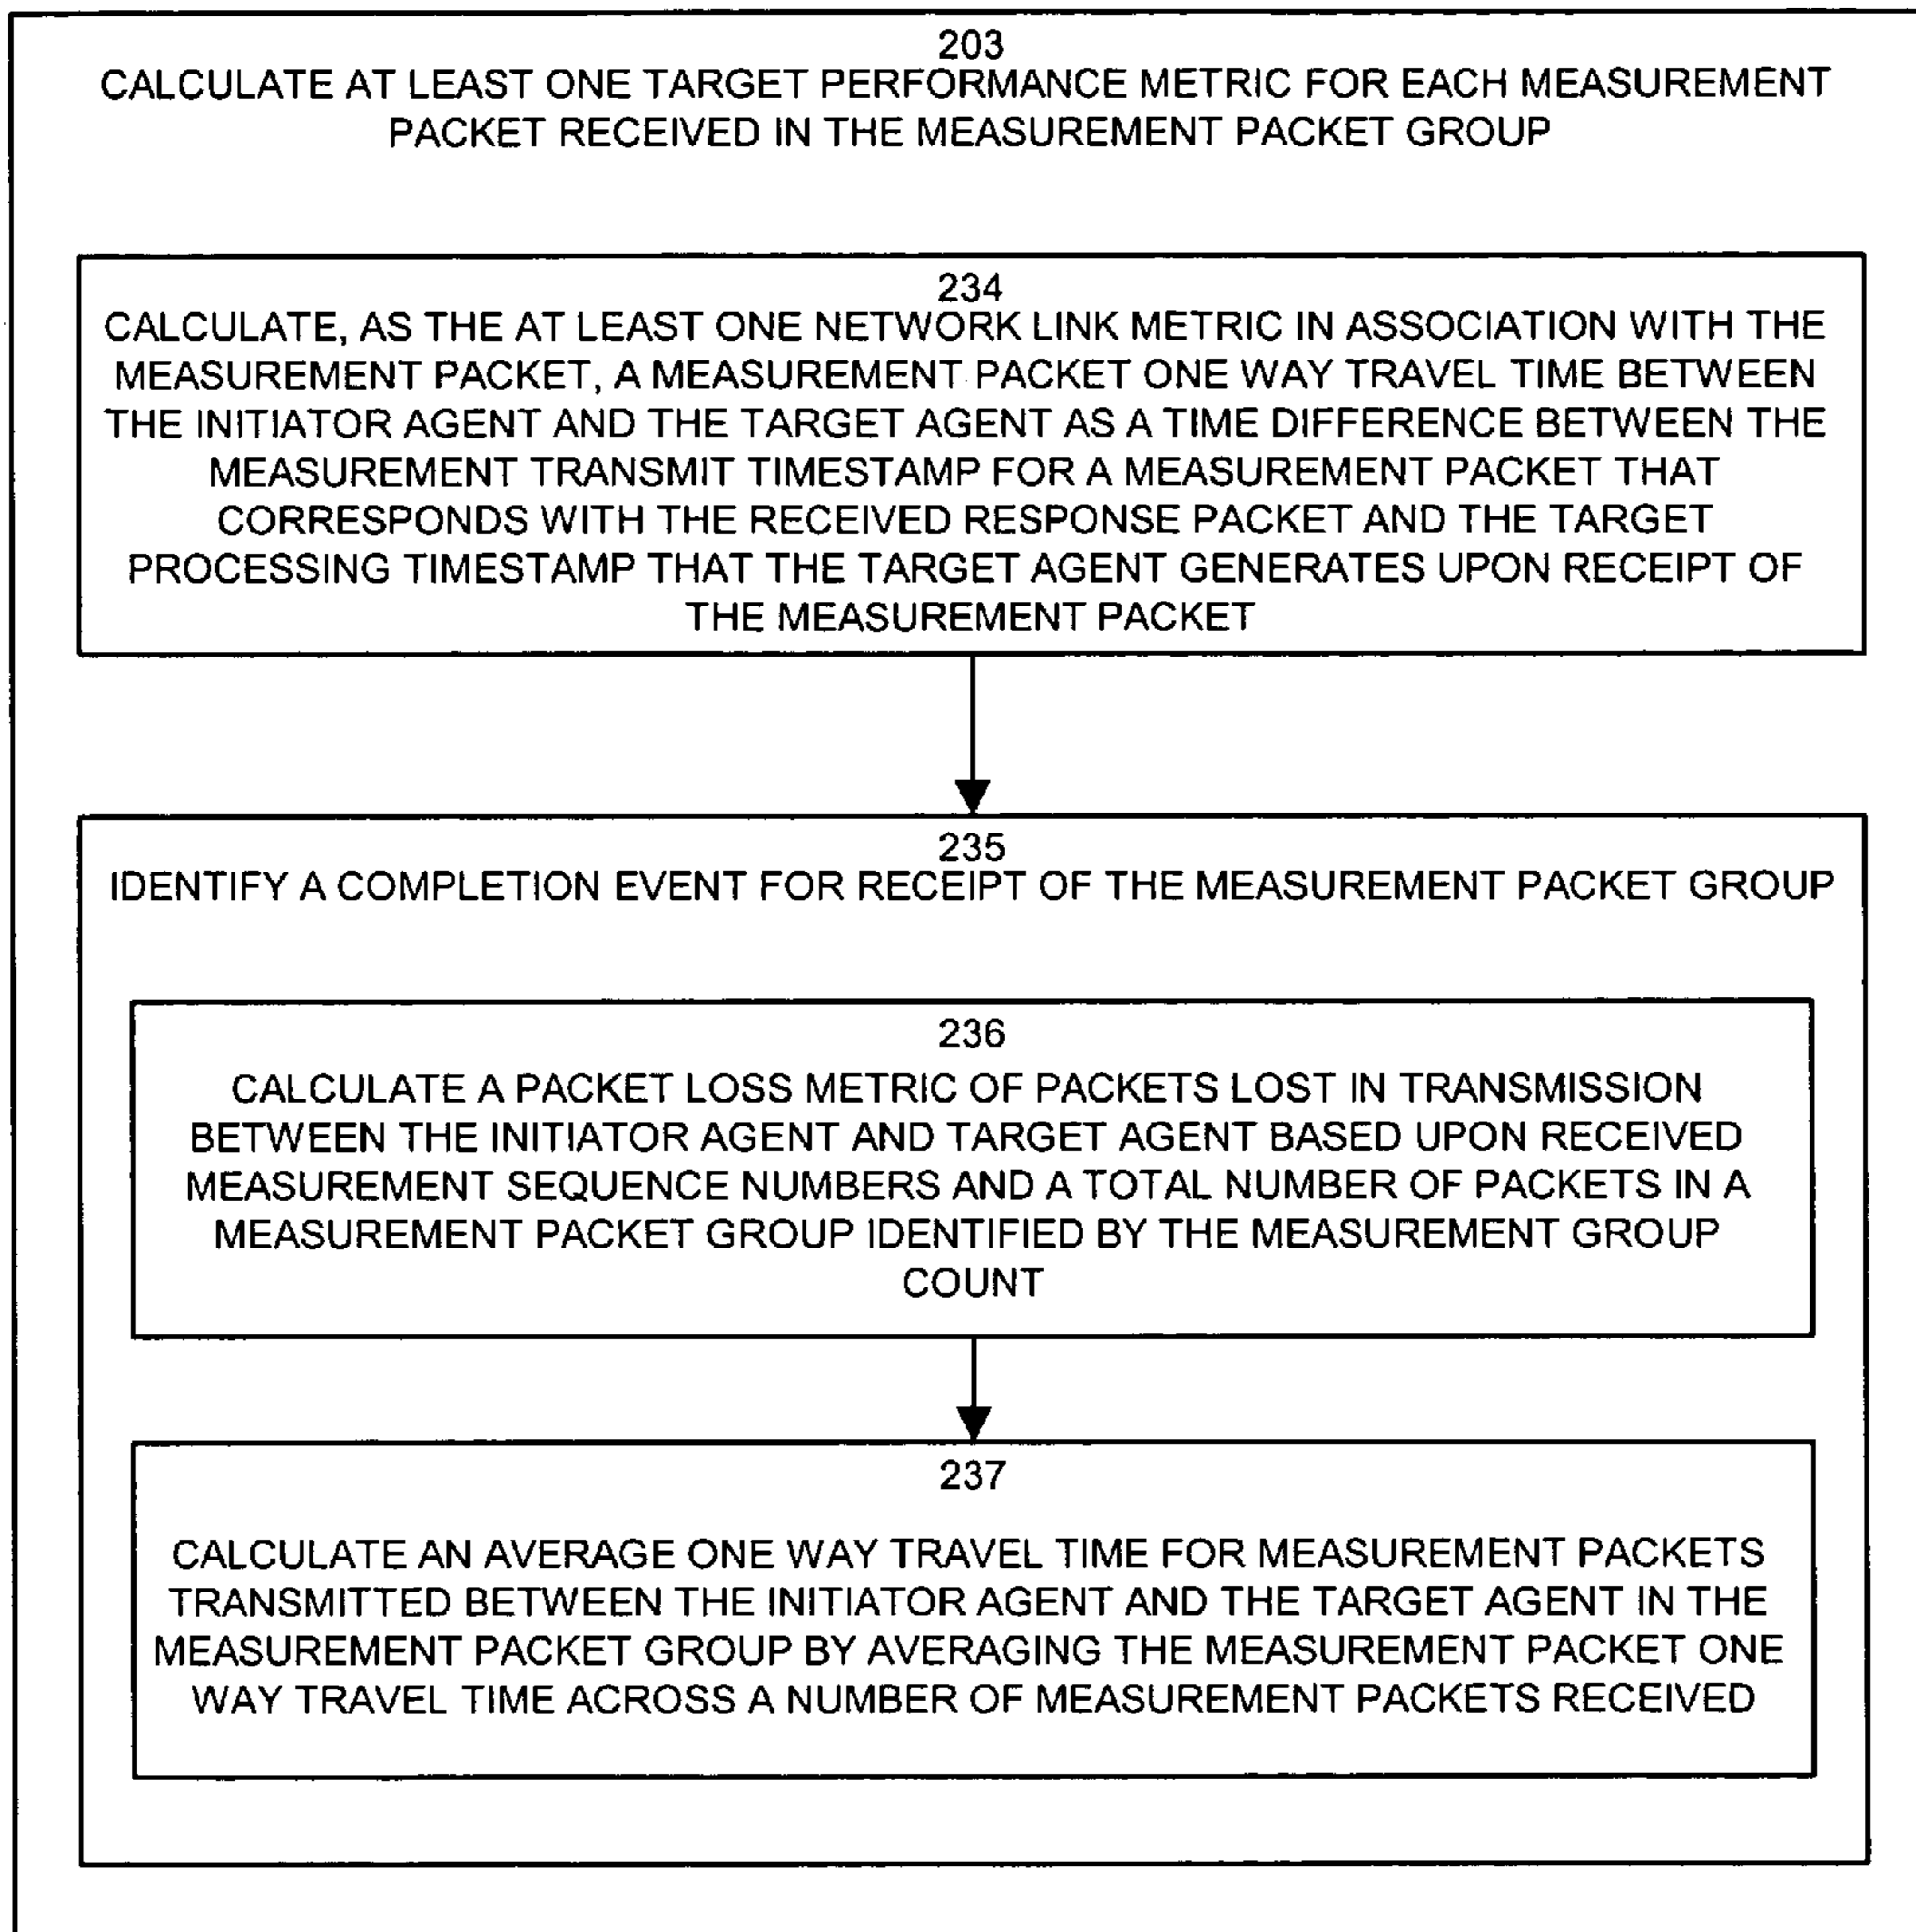 203
CALCULATE AT LEAST ONE TARGET PERFORMANCE METRIC FOR EACH MEASUREMENT
PACKET RECEIVED IN THE MEASUREMENT PACKET GROUP
234
CALCULATE, AS THE AT LEAST ONE NETWORK LINK METRIC IN ASSOCIATION WITH THE
MEASUREMENT PACKET, A MEASUREMENT PACKET ONE WAY TRAVEL TIME BETWEEN
THE INITIATOR AGENT AND THE TARGET AGENT AS A TIME DIFFERENCE BETWEEN THE
MEASUREMENT TRANSMIT TIMESTAMP FOR A MEASUREMENT PACKET THAT
CORRESPONDS WITH THE RECEIVED RESPONSE PACKET AND THE TARGET
PROCESSING TIMESTAMP THAT THE TARGET AGENT GENERATES UPON RECEIPT OF
THE MEASUREMENT PACKET
235
IDENTIFY A COMPLETION EVENT FOR RECEIPT OF THE MEASUREMENT PACKET GROUP
236
CALCULATE A PACKET LOSS METRIC OF PACKETS LOST IN TRANSMISSION
BETWEEN THE INITIATOR AGENT AND TARGET AGENT BASED UPON RECEIVED
MEASUREMENT SEQUENCE NUMBERS AND A TOTAL NUMBER OF PACKETS IN A
MEASUREMENT PACKET GROUP IDENTIFIED BY THE MEASUREMENT GROUP
COUNT
237
CALCULATE AN AVERAGE ONE WAY TRAVEL TIME FOR MEASUREMENT PACKETS
TRANSMITTED BETWEEN THE INITIATOR AGENT AND THE TARGET AGENT IN THE
MEASUREMENT PACKET GROUP BY AVERAGING THE MEASUREMENT PACKET ONE
WAY TRAVEL TIME ACROSS A NUMBER OF MEASUREMENT PACKETS RECEIVED